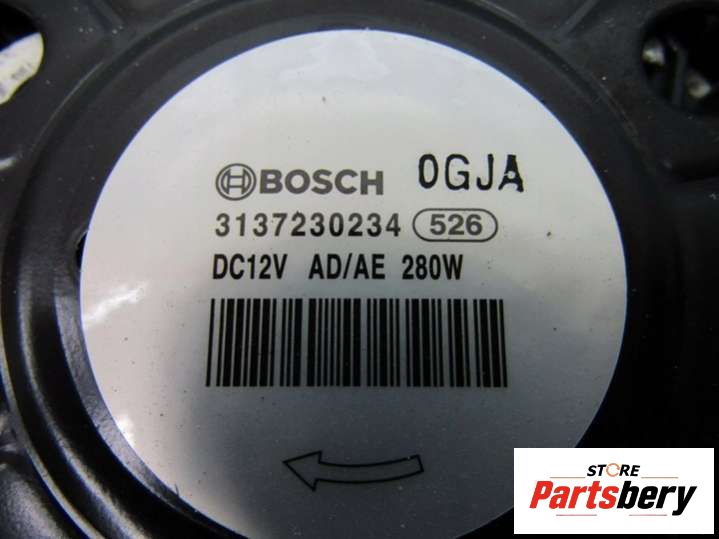 BOSCH 0GJA
3137230234 526
DC12V AD/AE 280W
STORE
Partsbery